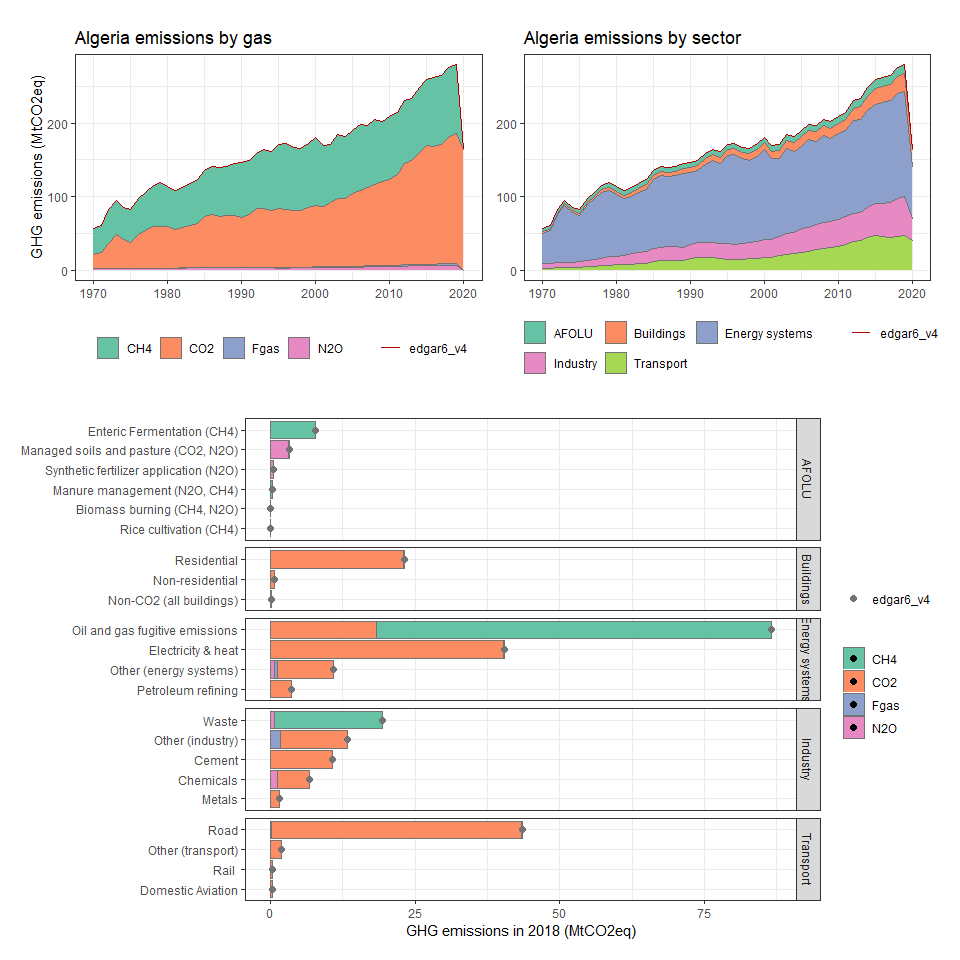 Algeria emissions by gas
GHG emissions (MtCO2eq)
200
100
0
1970 1980 1990 2000 2010 2020
CH4 CO2 Fgas N2O edgar6_v4
Algeria emissions by sector
200
100
0
1970 1980 1990 2000 2010 2020
AFOLU Buildings Energy systems edgar6_v4
Industry Transport
Enteric Fermentation (CH4)
Managed soils and pasture (CO2, N2O)
Synthetic fertilizer application (N2O)
Manure management (N2O, CH4)
Biomass burning (CH4, N2O)
Rice cultivation (CH4)
AFOLU
Residential
Non-residential
Non-CO2 (all buildings)
Buildings
Oil and gas fugitive emissions
Electricity & heat
Other (energy systems)
Petroleum refining
Energy systems
Waste
Other (industry)
Cement
Chemicals
Metals
Industry
Road
Other (transport)
Rail
Domestic Aviation
Transport
0 25 50 75
GHG emissions in 2018 (MtCO2eq)
edgar6_v4
CH4
CO2
Fgas
N2O